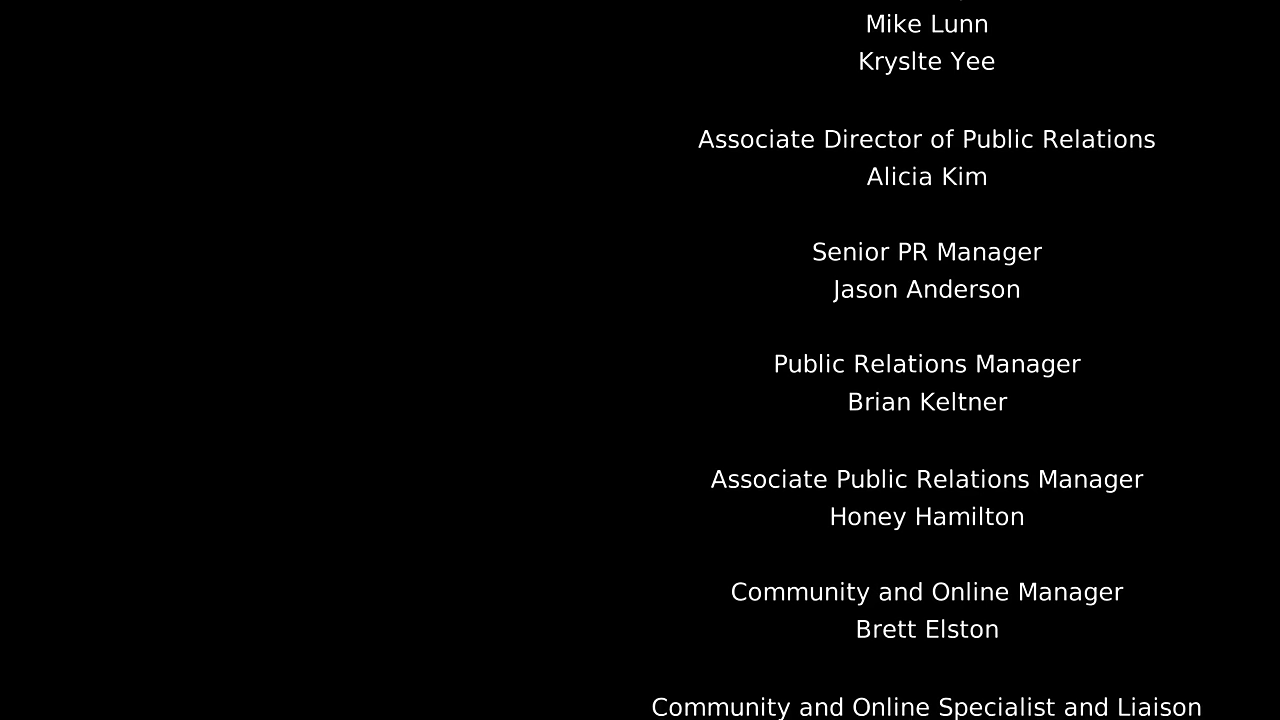 Mike Lunn
Kryslte Yee
Associate Director of Public Relations
Alicia Kim
Senior PR Manager
Jason Anderson
Public Relations Manager
Brian Keltner
Associate Public Relations Manager
Honey Hamilton
Community and Online Manager
Brett Elston
Community and Online Specialist and Liaison